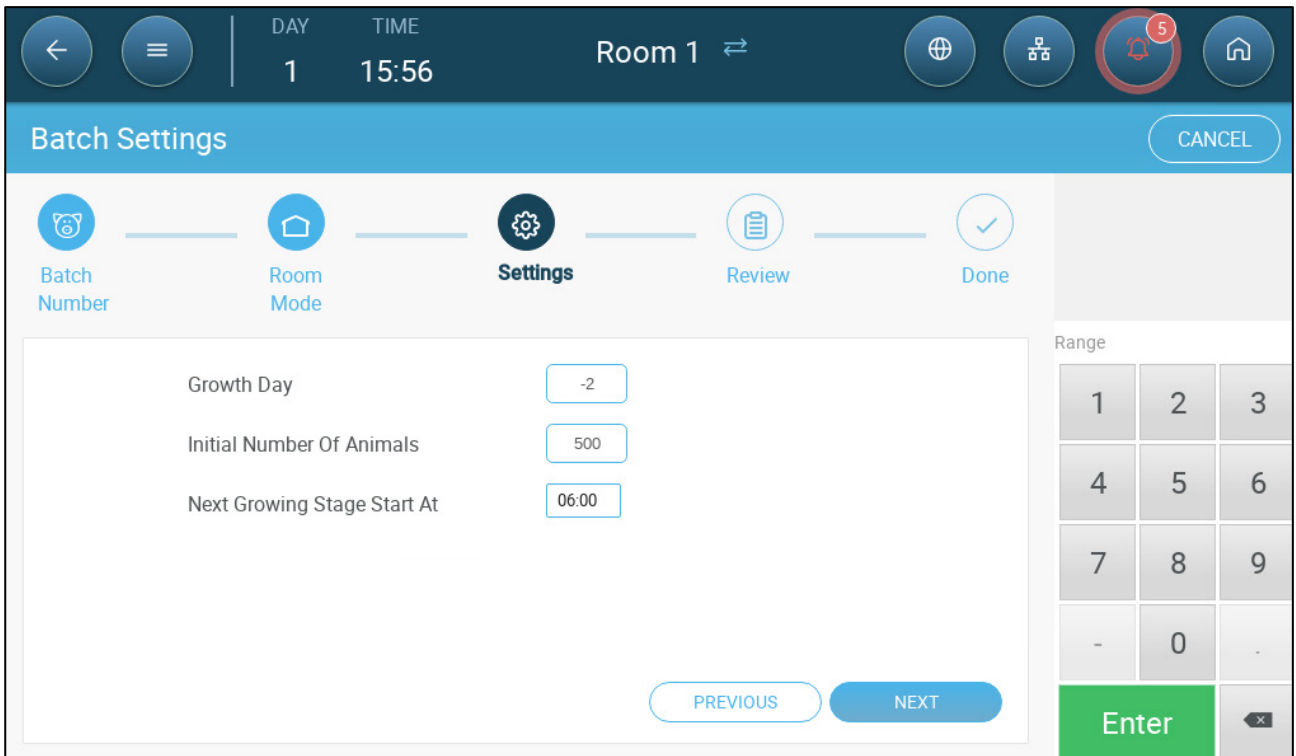 DAY TIME
1 15:56
Room 1
5
Batch Settings
CANCEL
Batch
Number
Room
Mode
Settings
Review
Done
Growth Day -2
Initial Number Of Animals 500
Next Growing Stage Start At 06:00
PREVIOUS NEXT
Range
1 2 3
4 5 6
7 8 9
- 0 .
Enter